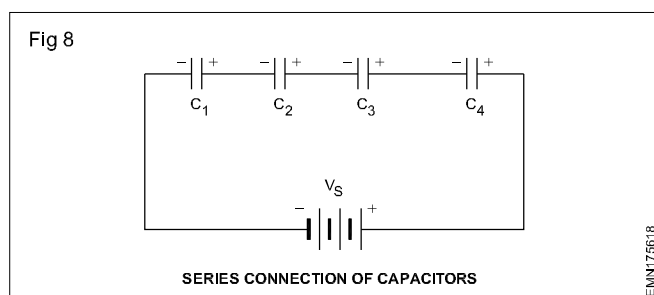 Fig 8
– + – + – + – +
C1 C2 C3 C4
VS
– +
SERIES CONNECTION OF CAPACITORS
EMN175618